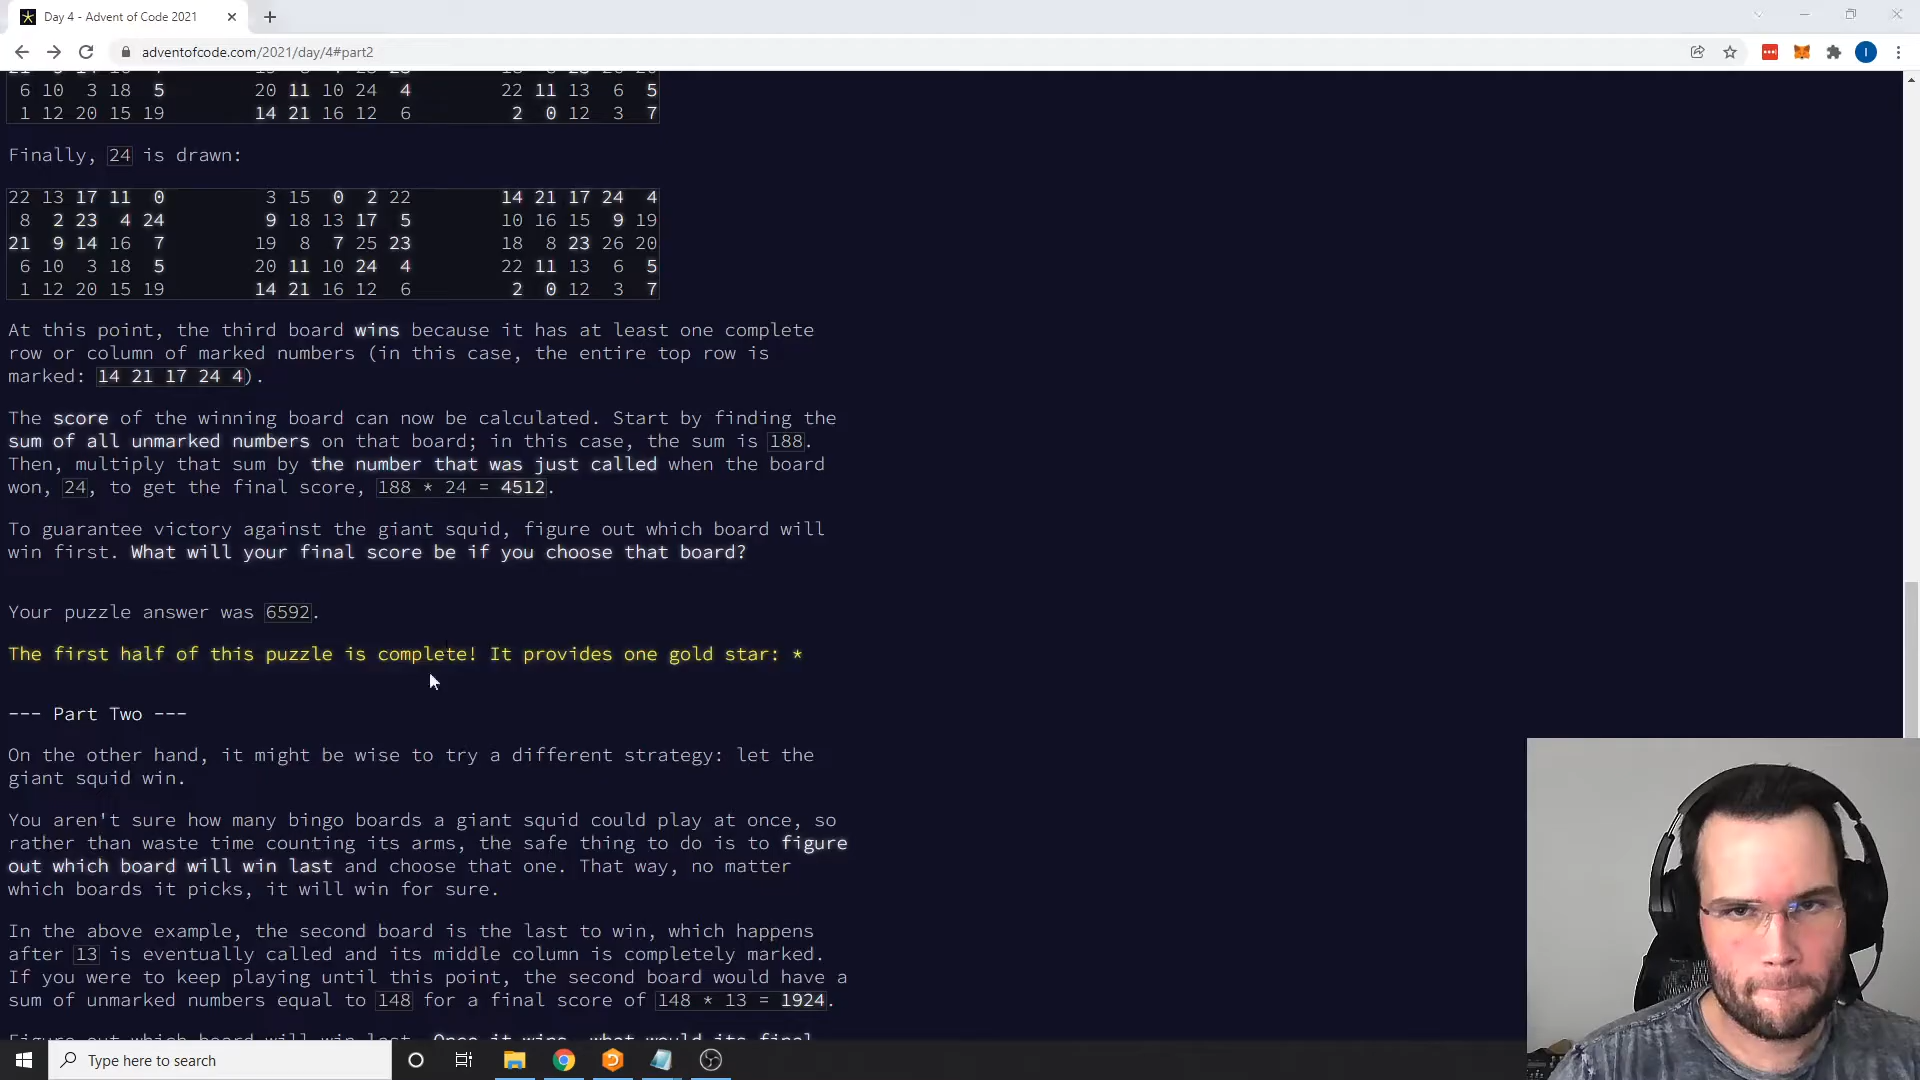 Day 4 - Advent of Code 2021
adventofcode.com/2021/day/4#part2
6 10 3 18 5 20 11 10 24 4 22 11 13 6 5
1 12 20 15 19 14 21 16 12 6 2 0 12 3 7
Finally, 24 is drawn:
22 13 17 11 0 3 15 0 2 22 14 21 17 24 4
8 2 23 4 24 9 18 13 17 5 10 16 15 9 19
21 9 14 16 7 19 8 7 25 23 18 8 23 26 20
6 10 3 18 5 20 11 10 24 4 22 11 13 6 5
1 12 20 15 19 14 21 16 12 6 2 0 12 3 7
At this point, the third board wins because it has at least one complete
row or column of marked numbers (in this case, the entire top row is
marked: 14 21 17 24 4).
The score of the winning board can now be calculated. Start by finding the
sum of all unmarked numbers on that board; in this case, the sum is 188.
Then, multiply that sum by the number that was just called when the board
won, 24, to get the final score, 188 * 24 = 4512.
To guarantee victory against the giant squid, figure out which board will
win first. What will your final score be if you choose that board?
Your puzzle answer was 6592.
The first half of this puzzle is complete! It provides one gold star: *
--- Part Two ---
On the other hand, it might be wise to try a different strategy: let the
giant squid win.
You aren't sure how many bingo boards a giant squid could play at once, so
rather than waste time counting its arms, the safe thing to do is to figure
out which board will win last and choose that one. That way, no matter
which boards it picks, it will win for sure.
In the above example, the second board is the last to win, which happens
after 13 is eventually called and its middle column is completely marked.
If you were to keep playing until this point, the second board would have a
sum of unmarked numbers equal to 148 for a final score of 148 * 13 = 1924.
Figure out which board will win last. Once it wins, what would its final
Type here to search